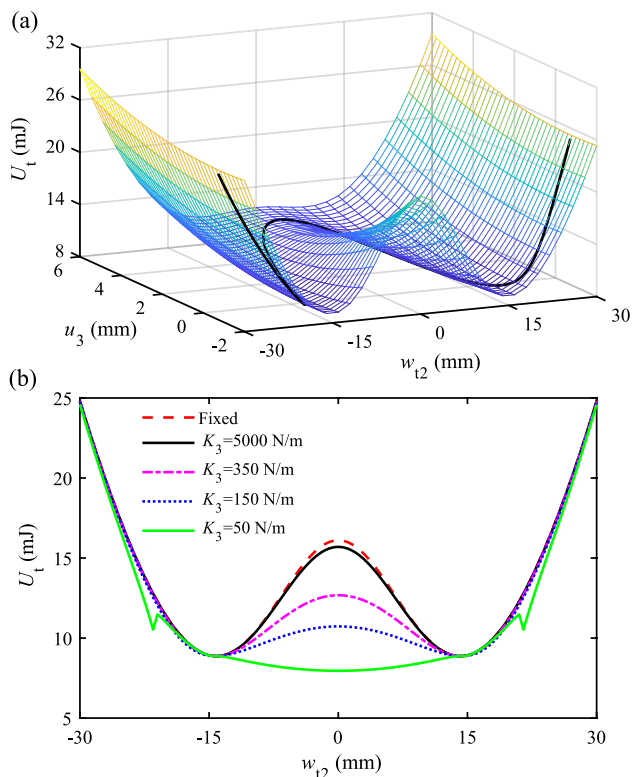 (a)
32
26
20
14
8
U_t (mJ)
6
4
2
0
-2
u_3 (mm)
-30
-15
0
15
30
w_t2 (mm)
(b)
25
20
15
10
5
U_t (mJ)
Fixed
K_3=5000 N/m
K_3=350 N/m
K_3=150 N/m
K_3=50 N/m
-30
-15
0
15
30
w_t2 (mm)